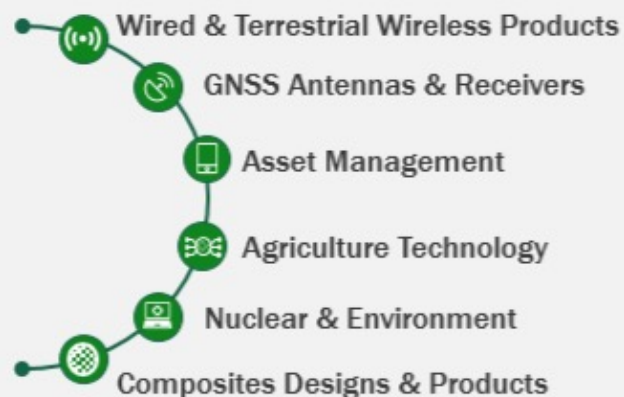 Wired & Terrestrial Wireless Products
GNSS Antennas & Receivers
Asset Management
Agriculture Technology
Nuclear & Environment
Composites Designs & Products